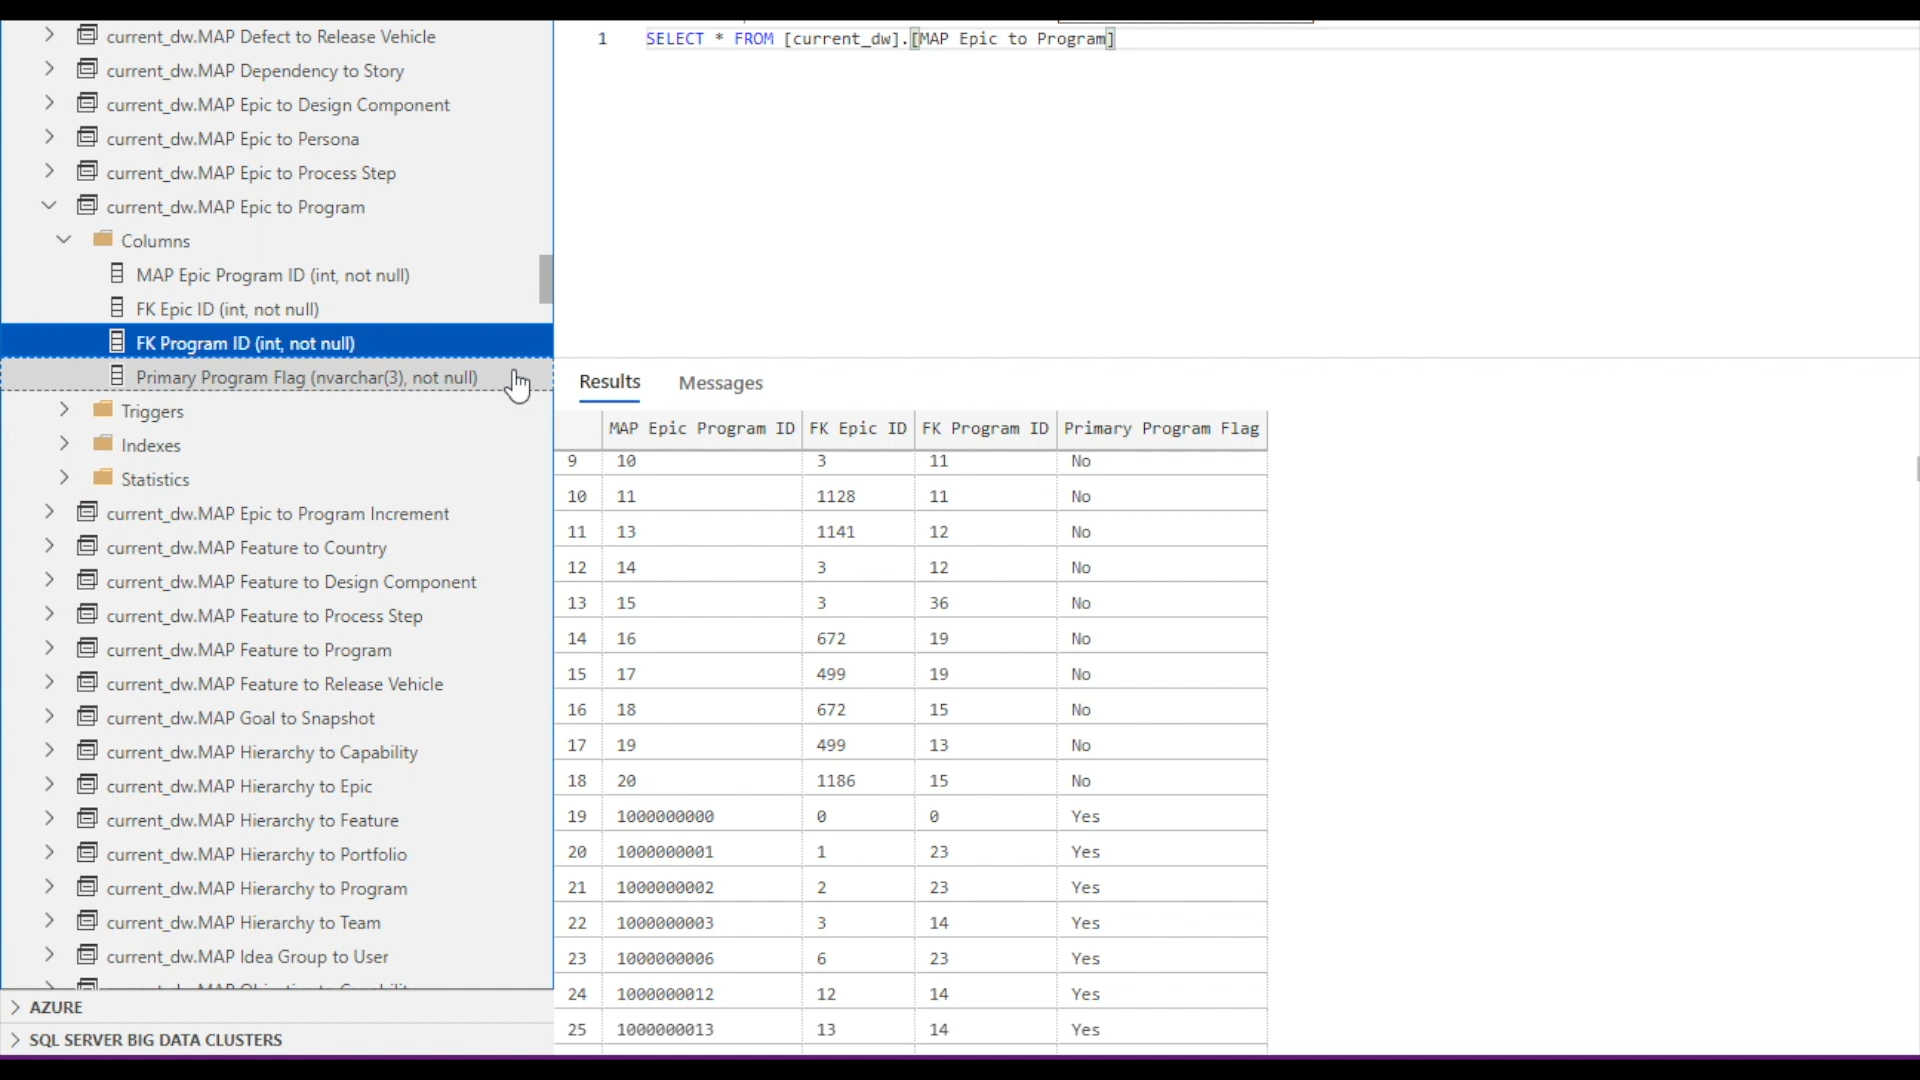 current_dw.MAP Defect to Release Vehicle
current_dw.MAP Dependency to Story
current_dw.MAP Epic to Design Component
current_dw.MAP Epic to Persona
current_dw.MAP Epic to Process Step
current_dw.MAP Epic to Program
Columns
MAP Epic Program ID (int, not null)
FK Epic ID (int, not null)
FK Program ID (int, not null)
Primary Program Flag (nvarchar(3), not null)
Triggers
Indexes
Statistics
current_dw.MAP Epic to Program Increment
current_dw.MAP Feature to Country
current_dw.MAP Feature to Design Component
current_dw.MAP Feature to Process Step
current_dw.MAP Feature to Program
current_dw.MAP Feature to Release Vehicle
current_dw.MAP Goal to Snapshot
current_dw.MAP Hierarchy to Capability
current_dw.MAP Hierarchy to Epic
current_dw.MAP Hierarchy to Feature
current_dw.MAP Hierarchy to Portfolio
current_dw.MAP Hierarchy to Program
current_dw.MAP Hierarchy to Team
current_dw.MAP Idea Group to User
AZURE
SQL SERVER BIG DATA CLUSTERS
1 SELECT * FROM [current_dw].[MAP Epic to Program]
Results Messages
MAP Epic Program ID FK Epic ID FK Program ID Primary Program Flag
9 10 3 11 No
10 11 1128 11 No
11 13 1141 12 No
12 14 3 12 No
13 15 3 36 No
14 16 672 19 No
15 17 499 19 No
16 18 672 15 No
17 19 499 13 No
18 20 1186 15 No
19 1000000000 0 0 Yes
20 1000000001 1 23 Yes
21 1000000002 2 23 Yes
22 1000000003 3 14 Yes
23 1000000006 6 23 Yes
24 1000000012 12 14 Yes
25 1000000013 13 14 Yes